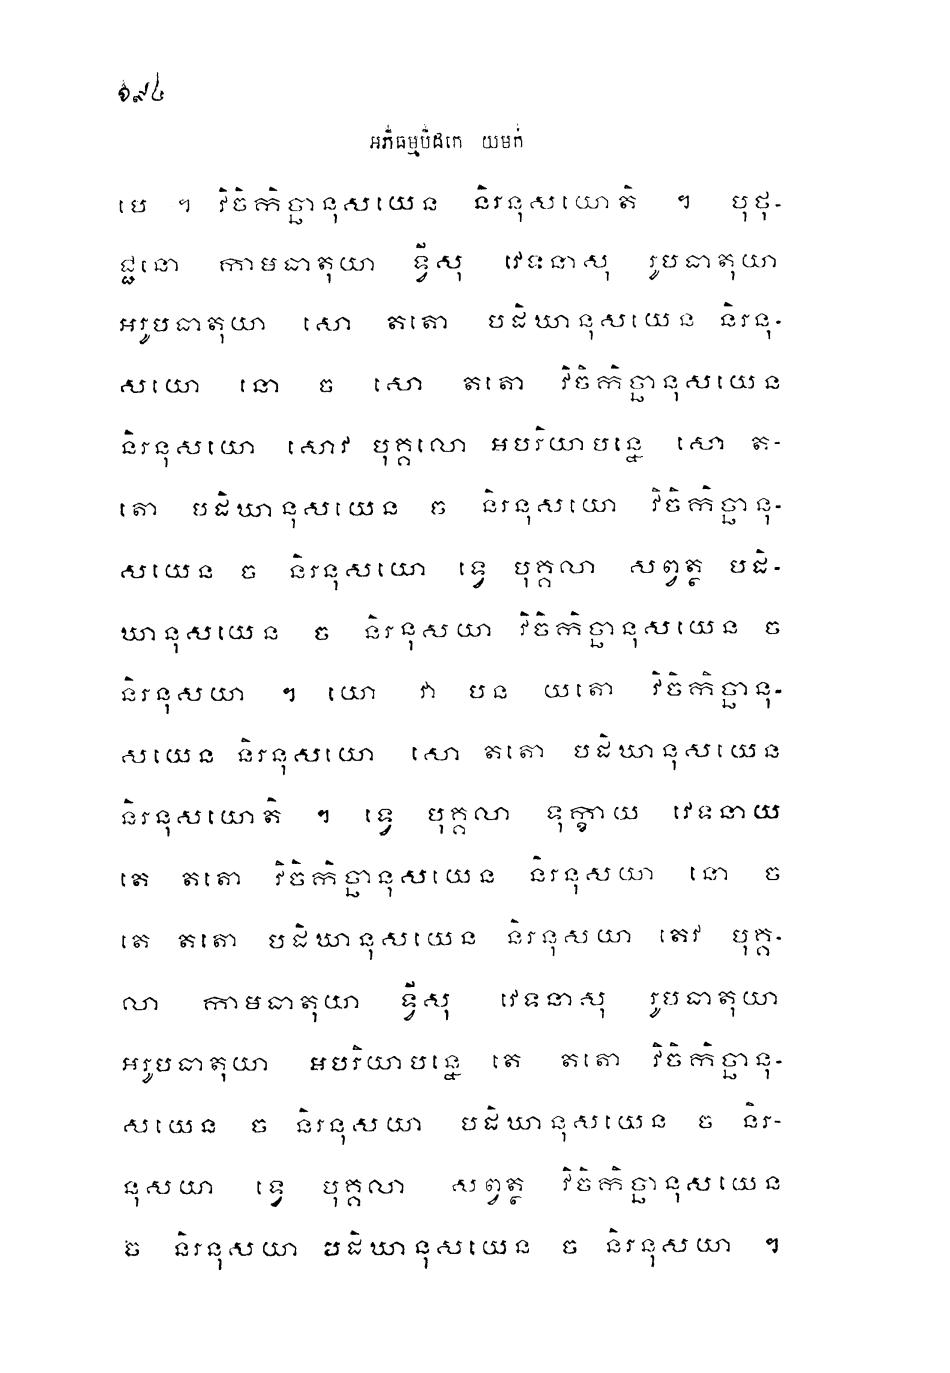 ១៩៤
អភិធម្មបិដកេ យមកំ
បេ ។ វិចិកិច្ឆានុសយេន និរនុសយោតិ ។ បុថុ-
ជ្ជនោ កាមធាតុយា ទ្វីសុ វេទនាសុ រូបធាតុយា
អរូបធាតុយា សោ តតោ បដិឃានុសយេន និរនុ-
សយោ នោ ច សោ តតោ វិចិកិច្ឆានុសយេន
និរនុសយោ សោវ បុគ្គលោ អបរិយាបន្នេ សោ ត-
តោ បដិឃានុសយេន ច និរនុសយោ វិចិកិច្ឆានុ-
សយេន ច និរនុសយោ ទ្វេ បុគ្គលា សព្វត្ថ បដិ-
ឃានុសយេន ច និរនុសយា វិចិកិច្ឆានុសយេន ច
និរនុសយា ។ យោ វា បន យតោ វិចិកិច្ឆានុ-
សយេន និរនុសយោ សោ តតោ បដិឃានុសយេន
និរនុសយោតិ ។ ទ្វេ បុគ្គលា ទុក្ខាយ វេទនាយ
តេ តតោ វិចិកិច្ឆានុសយេន និរនុសយា នោ ច
តេ តតោ បដិឃានុសយេន និរនុសយា តេវ បុគ្គ-
លា កាមធាតុយា ទ្វីសុ វេទនាសុ រូបធាតុយា
អរូបធាតុយា អបរិយាបន្នេ តេ តតោ វិចិកិច្ឆានុ-
សយេន ច និរនុសយា បដិឃានុសយេន ច និរ-
នុសយា ទ្វេ បុគ្គលា សព្វត្ថ វិចិកិច្ឆានុសយេន
ច និរនុសយា បដិឃានុសយេន ច និរនុសយា ។